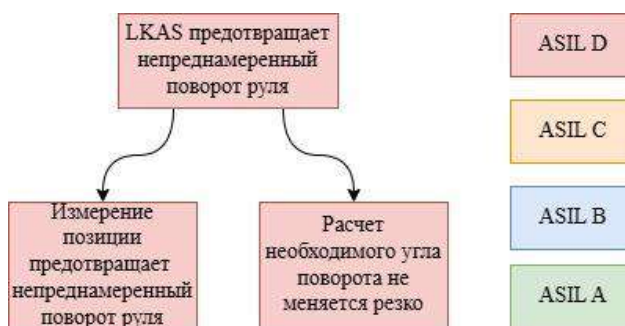 LKAS предотвращает
непреднамеренный
поворот руля
Измерение
позиции
предотвращает
непреднамеренный
поворот руля
Расчет
необходимого угла
поворота не
меняется резко
ASIL D
ASIL C
ASIL B
ASIL A